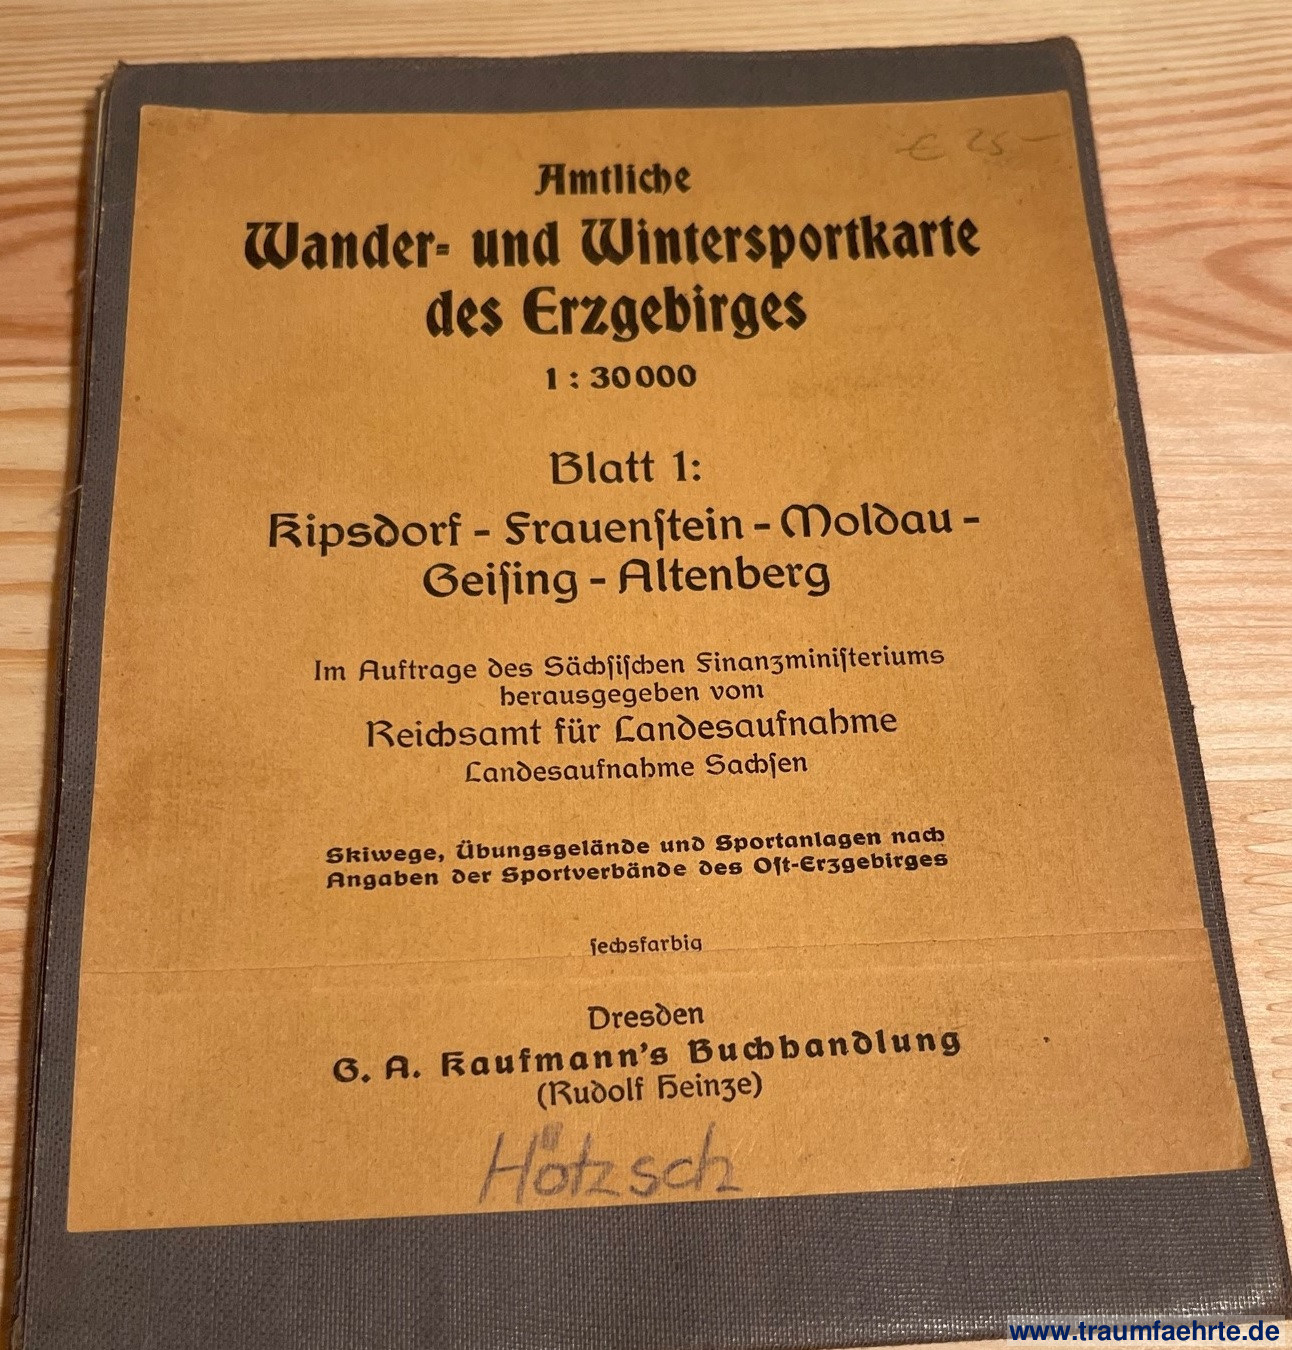 € 25 –
Amtliche
Wander- und Wintersportkarte
des Erzgebirges
1 : 30000
Blatt 1:
Kipsdorf - Frauenſtein - Moldau -
Geiſing - Altenberg
Im Auftrage des Sächſiſchen Finanzminiſteriums
herausgegeben vom
Reichsamt für Landesaufnahme
Landesaufnahme Sachſen
Skiwege, Übungsgelände und Sportanlagen nach
Angaben der Sportverbände des Oſt-Erzgebirges
ſechsfarbig
Dresden
G. A. Kaufmann's Buchhandlung
(Rudolf Heinze)
Hötzsch
www.traumfaehrte.de